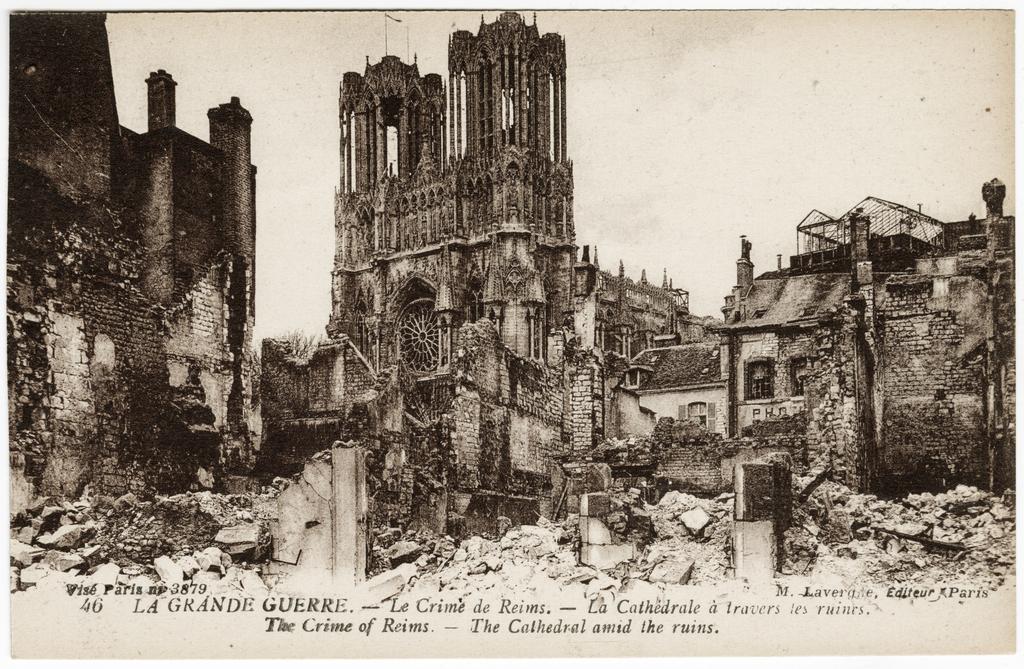 PHO
Visé Paris no 3879
M. Lavergne, Editeur, Paris
46 LA GRANDE GUERRE. — Le Crime de Reims. — La Cathédrale à travers les ruines.
The Crime of Reims. — The Cathedral amid the ruins.